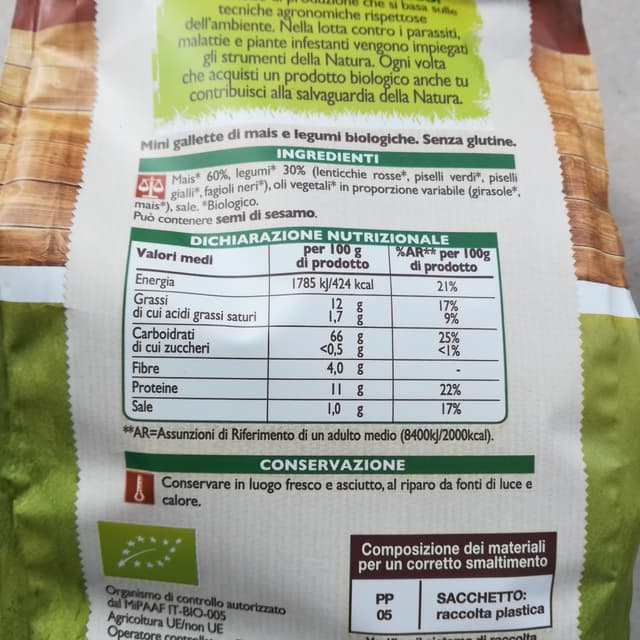 di produzione che si basa sulle
tecniche agronomiche rispettose
dell'ambiente. Nella lotta contro i parassiti,
malattie e piante infestanti vengono impiegati
gli strumenti della Natura. Ogni volta
che acquisti un prodotto biologico anche tu
contribuisci alla salvaguardia della Natura.
Mini gallette di mais e legumi biologiche. Senza glutine.
INGREDIENTI
Mais* 60%, legumi* 30% (lenticchie rosse*, piselli verdi*, piselli
gialli*, fagioli neri*), oli vegetali* in proporzione variabile (girasole*,
mais*), sale. *Biologico.
Può contenere semi di sesamo.
DICHIARAZIONE NUTRIZIONALE
Valori medi per 100 g di prodotto %AR** per 100g di prodotto
Energia 1785 kJ/424 kcal 21%
Grassi 12 g 17%
di cui acidi grassi saturi 1,7 g 9%
Carboidrati 66 g 25%
di cui zuccheri <0,5 g <1%
Fibre 4,0 g -
Proteine 11 g 22%
Sale 1,0 g 17%
**AR=Assunzioni di Riferimento di un adulto medio (8400kJ/2000kcal).
CONSERVAZIONE
Conservare in luogo fresco e asciutto, al riparo da fonti di luce e
calore.
Organismo di controllo autorizzato
dal MiPAAF IT-BIO-005
Agricoltura UE/non UE
Operatore
Composizione dei materiali
per un corretto smaltimento
PP
05
SACCHETTO:
raccolta plastica